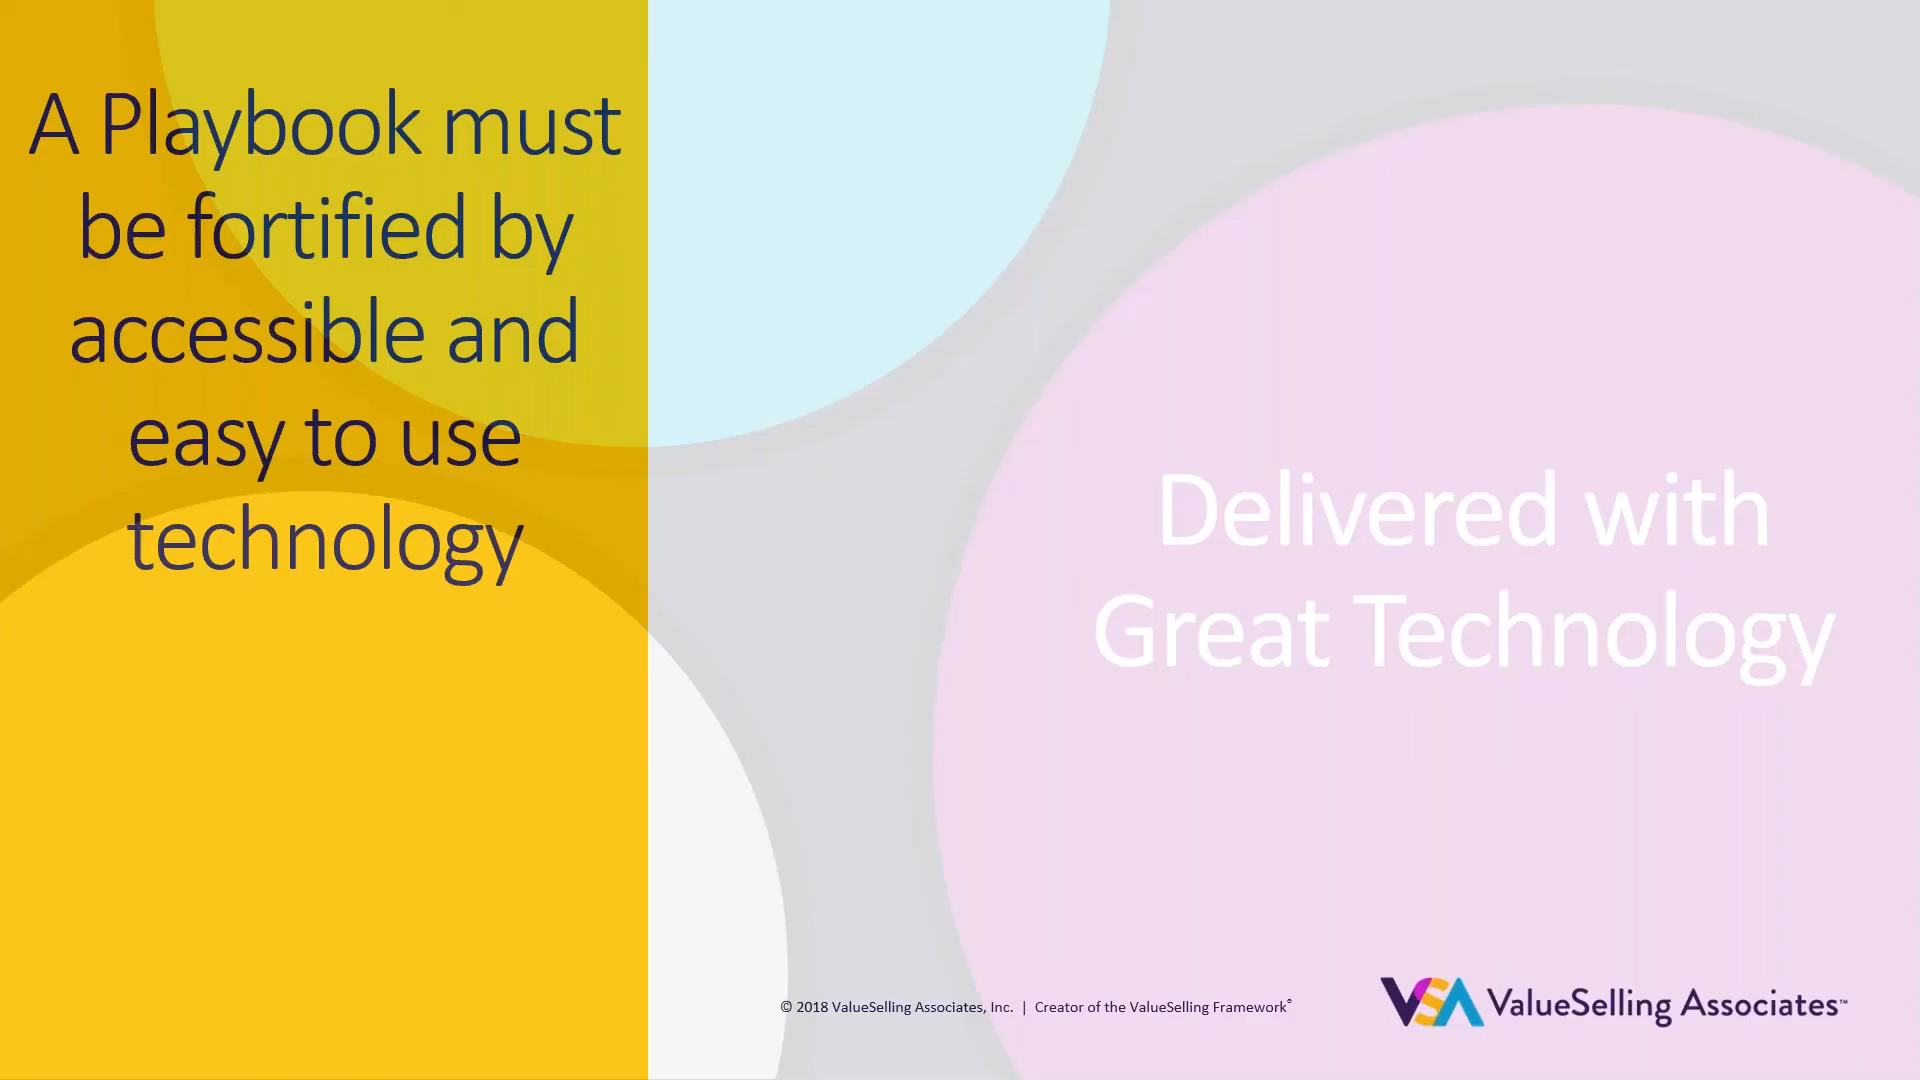 A Playbook must
be fortified by
accessible and
easy to use
technology
Delivered with
Great Technology
© 2018 ValueSelling Associates, Inc. | Creator of the ValueSelling Framework®
VSA ValueSelling Associates™